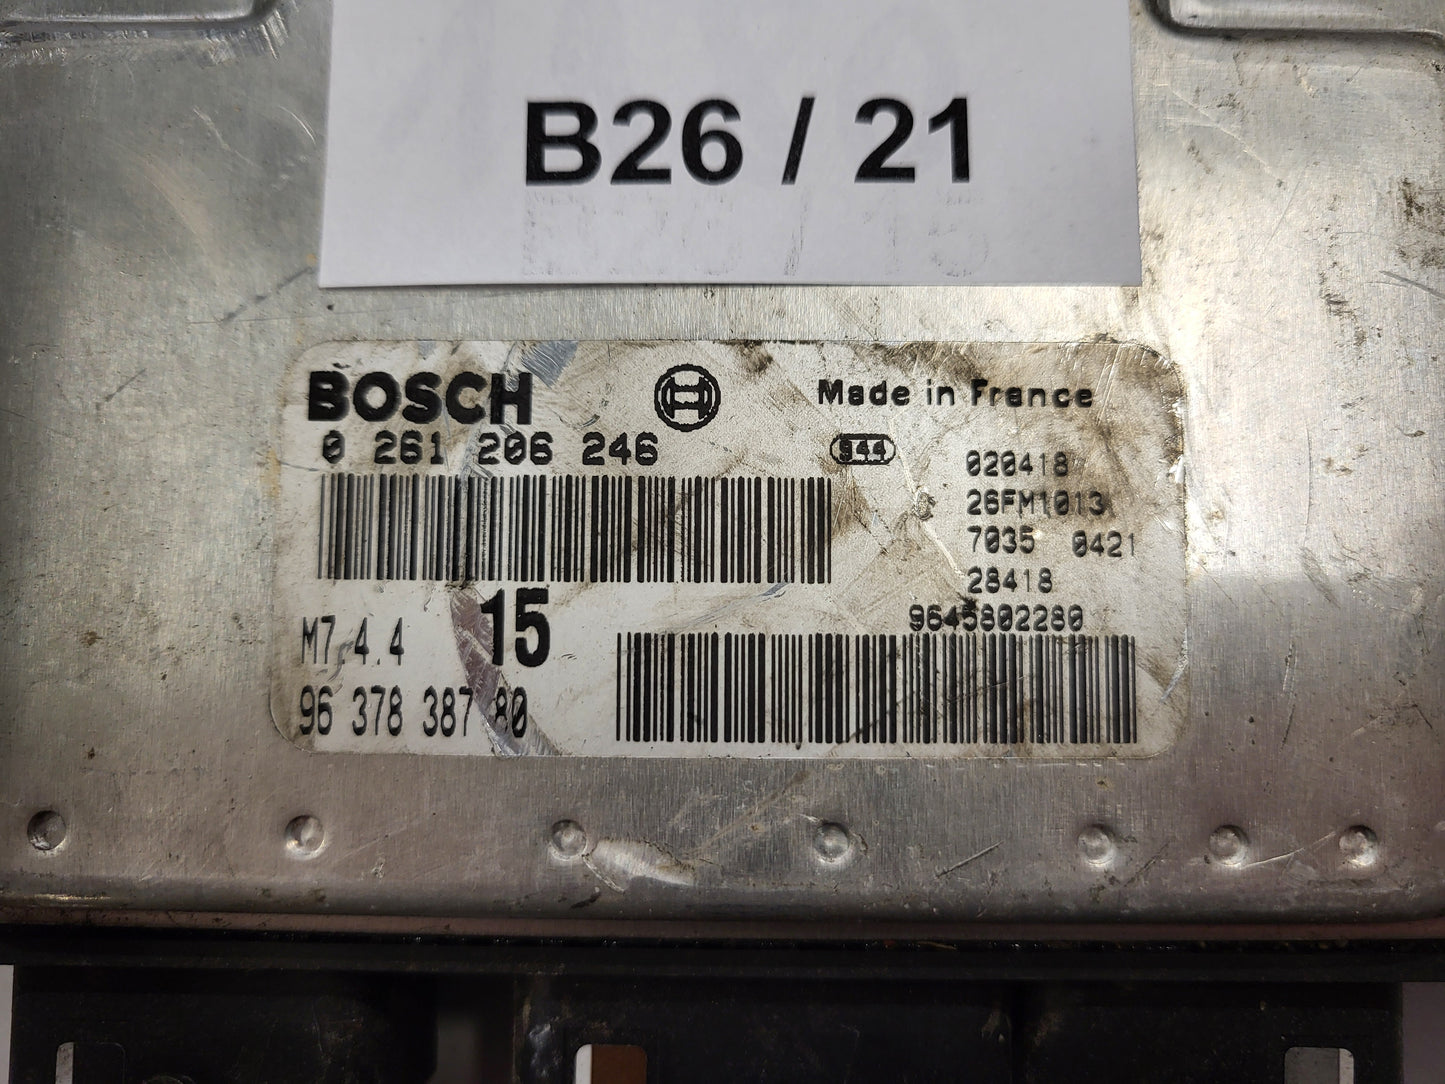 B26 / 21
BOSCH
Made in France
0 261 206 246
944
020418
26FM1013
7035 0421
28418
9645802280
M7.4.4
15
96 378 387 80